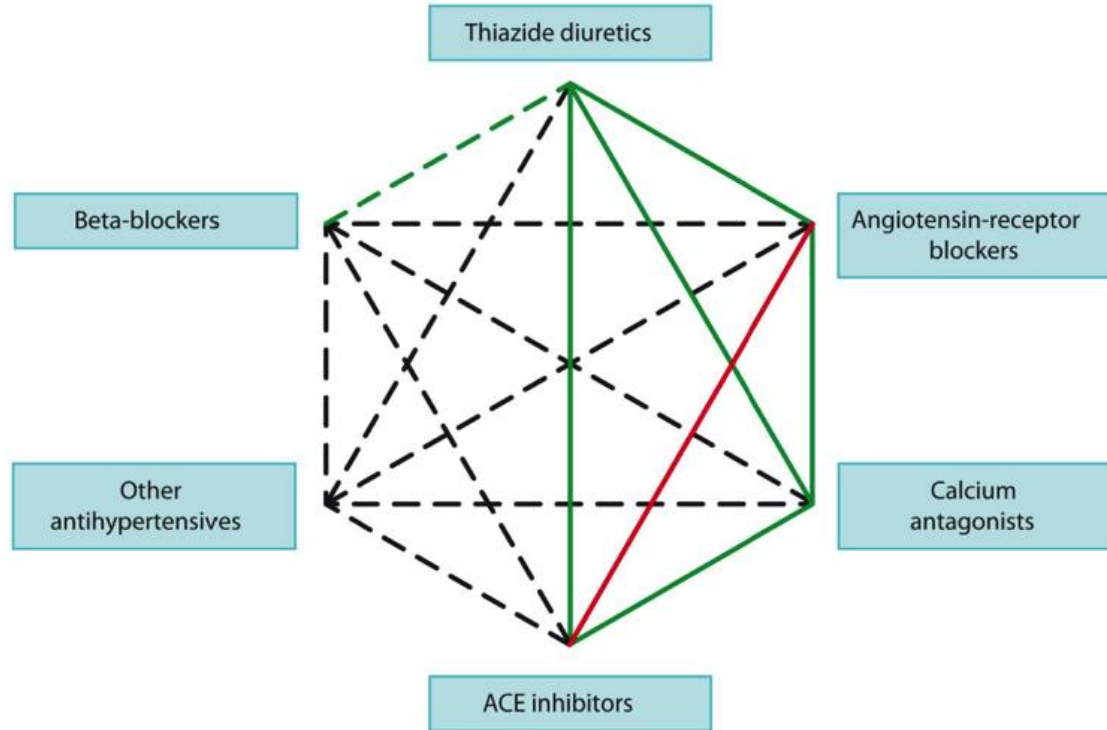 Thiazide diuretics
Beta-blockers
Angiotensin-receptor
blockers
Other
antihypertensives
Calcium
antagonists
ACE inhibitors